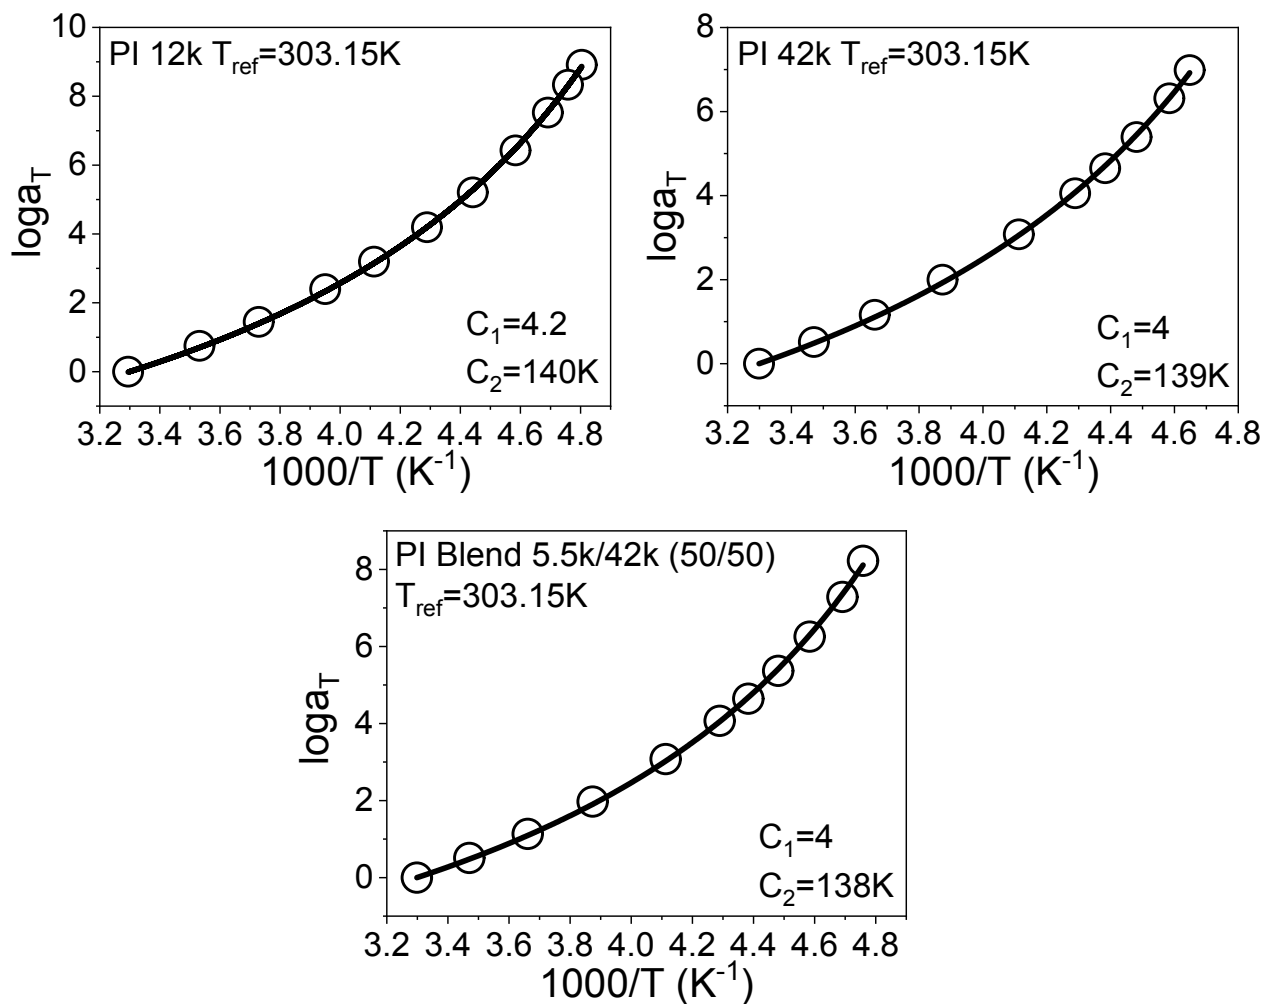 PI 12k T_ref=303.15K
10
8
6
4
2
0
loga_T
C_1=4.2
C_2=140K
3.2 3.4 3.6 3.8 4.0 4.2 4.4 4.6 4.8
1000/T (K^-1)
PI 42k T_ref=303.15K
8
6
4
2
0
loga_T
C_1=4
C_2=139K
3.2 3.4 3.6 3.8 4.0 4.2 4.4 4.6 4.8
1000/T (K^-1)
PI Blend 5.5k/42k (50/50)
T_ref=303.15K
8
6
4
2
0
loga_T
C_1=4
C_2=138K
3.2 3.4 3.6 3.8 4.0 4.2 4.4 4.6 4.8
1000/T (K^-1)